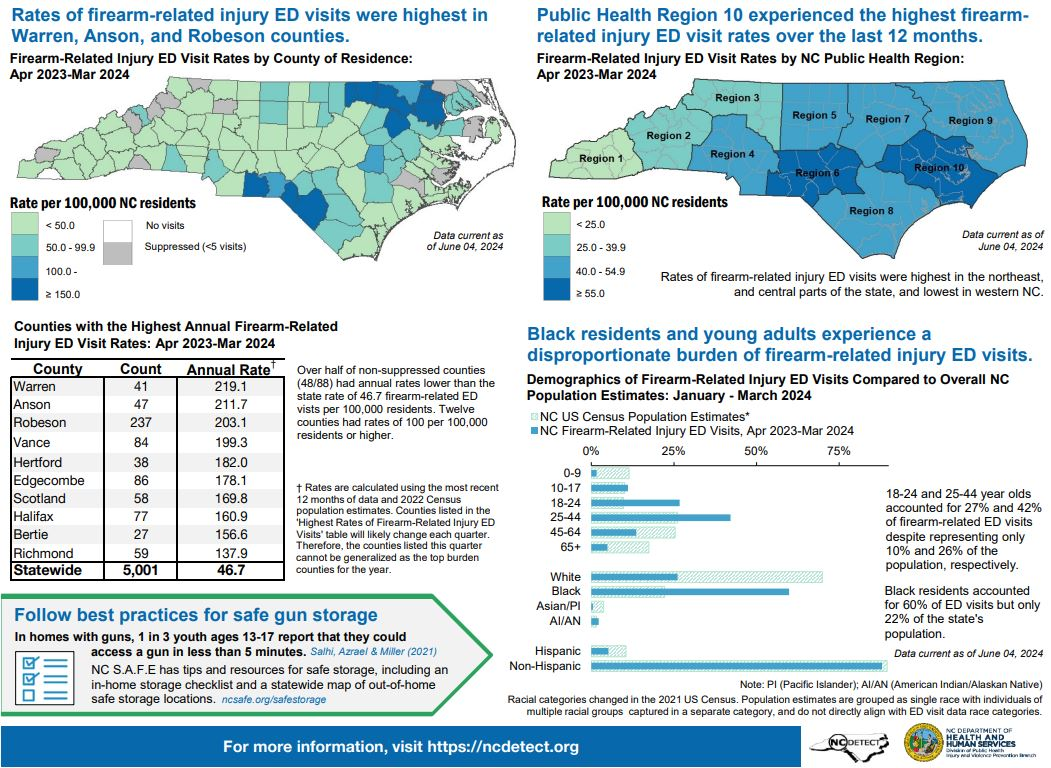 Rates of firearm-related injury ED visits were highest in
Warren, Anson, and Robeson counties.
Firearm-Related Injury ED Visit Rates by County of Residence:
Apr 2023-Mar 2024
Rate per 100,000 NC residents
< 50.0
50.0 - 99.9
100.0 -
≥ 150.0
No visits
Suppressed (<5 visits)
Data current as
of June 04, 2024
Public Health Region 10 experienced the highest firearm-
related injury ED visit rates over the last 12 months.
Firearm-Related Injury ED Visit Rates by NC Public Health Region:
Apr 2023-Mar 2024
Region 1
Region 2
Region 3
Region 4
Region 5
Region 6
Region 7
Region 8
Region 9
Region 10
Rate per 100,000 NC residents
< 25.0
25.0 - 39.9
40.0 - 54.9
≥ 55.0
Data current as of
June 04, 2024
Rates of firearm-related injury ED visits were highest in the northeast,
and central parts of the state, and lowest in western NC.
Counties with the Highest Annual Firearm-Related
Injury ED Visit Rates: Apr 2023-Mar 2024
County Count Annual Rate†
Warren 41 219.1
Anson 47 211.7
Robeson 237 203.1
Vance 84 199.3
Hertford 38 182.0
Edgecombe 86 178.1
Scotland 58 169.8
Halifax 77 160.9
Bertie 27 156.6
Richmond 59 137.9
Statewide 5,001 46.7
Over half of non-suppressed counties
(48/88) had annual rates lower than the
state rate of 46.7 firearm-related ED
vists per 100,000 residents. Twelve
counties had rates of 100 per 100,000
residents or higher.
† Rates are calculated using the most recent
12 months of data and 2022 Census
population estimates. Counties listed in the
'Highest Rates of Firearm-Related Injury ED
Visits' table will likely change each quarter.
Therefore, the counties listed this quarter
cannot be generalized as the top burden
counties for the year.
Follow best practices for safe gun storage
In homes with guns, 1 in 3 youth ages 13-17 report that they could
access a gun in less than 5 minutes. Salhi, Azrael & Miller (2021)
NC S.A.F.E has tips and resources for safe storage, including an
in-home storage checklist and a statewide map of out-of-home
safe storage locations. ncsafe.org/safestorage
Black residents and young adults experience a
disproportionate burden of firearm-related injury ED visits.
Demographics of Firearm-Related Injury ED Visits Compared to Overall NC
Population Estimates: January - March 2024
NC US Census Population Estimates*
NC Firearm-Related Injury ED Visits, Apr 2023-Mar 2024
0% 25% 50% 75%
0-9
10-17
18-24
25-44
45-64
65+
White
Black
Asian/PI
AI/AN
Hispanic
Non-Hispanic
18-24 and 25-44 year olds
accounted for 27% and 42%
of firearm-related ED visits
despite representing only
10% and 26% of the
population, respectively.
Black residents accounted
for 60% of ED visits but only
22% of the state's
population.
Data current as of June 04, 2024
Note: PI (Pacific Islander); AI/AN (American Indian/Alaskan Native)
Racial categories changed in the 2021 US Census. Population estimates are grouped as single race with individuals of
multiple racial groups captured in a separate category, and do not directly align with ED visit data race categories.
For more information, visit https://ncdetect.org
NC DETECT
NC DEPARTMENT OF
HEALTH AND
HUMAN SERVICES
Division of Public Health
Injury and Violence Prevention Branch